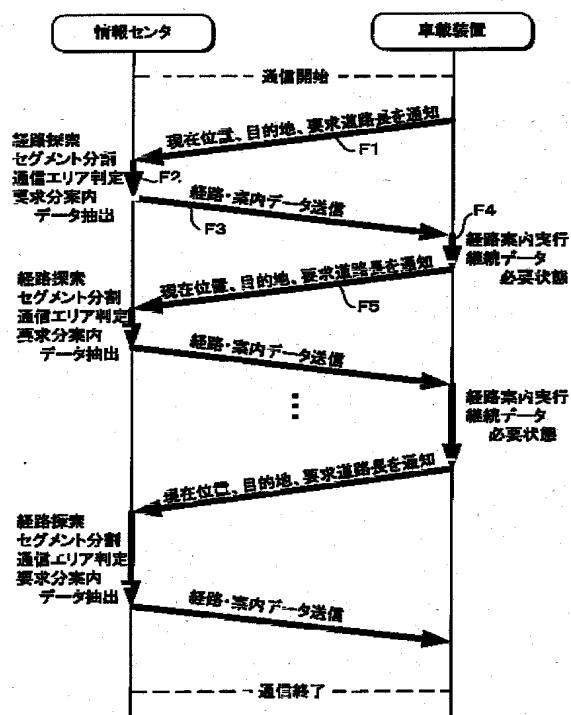 情報センタ
車載装置
通信開始
現在位置、目的地、要求道路長を通知
F1
経路探索
セグメント分割
通信エリア判定
要求分案内
データ抽出
F2
経路・案内データ送信
F3
F4
経路案内実行
継続データ
必要状態
現在位置、目的地、要求道路長を通知
F5
経路探索
セグメント分割
通信エリア判定
要求分案内
データ抽出
経路・案内データ送信
経路案内実行
継続データ
必要状態
現在位置、目的地、要求道路長を通知
経路探索
セグメント分割
通信エリア判定
要求分案内
データ抽出
経路・案内データ送信
通信終了